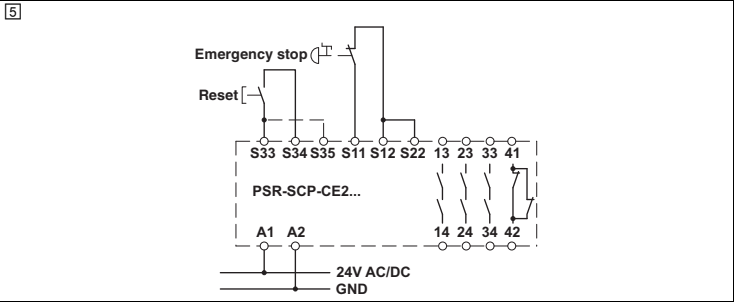 5
Emergency stop
Reset
S33 S34 S35 S11 S12 S22 13 23 33 41
PSR-SCP-CE2...
A1 A2 14 24 34 42
24V AC/DC
GND